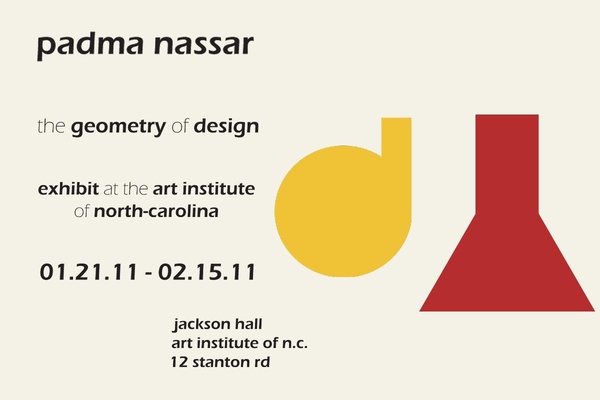 padma nassar
the geometry of design
exhibit at the art institute
of north-carolina
01.21.11 - 02.15.11
jackson hall
art institute of n.c.
12 stanton rd